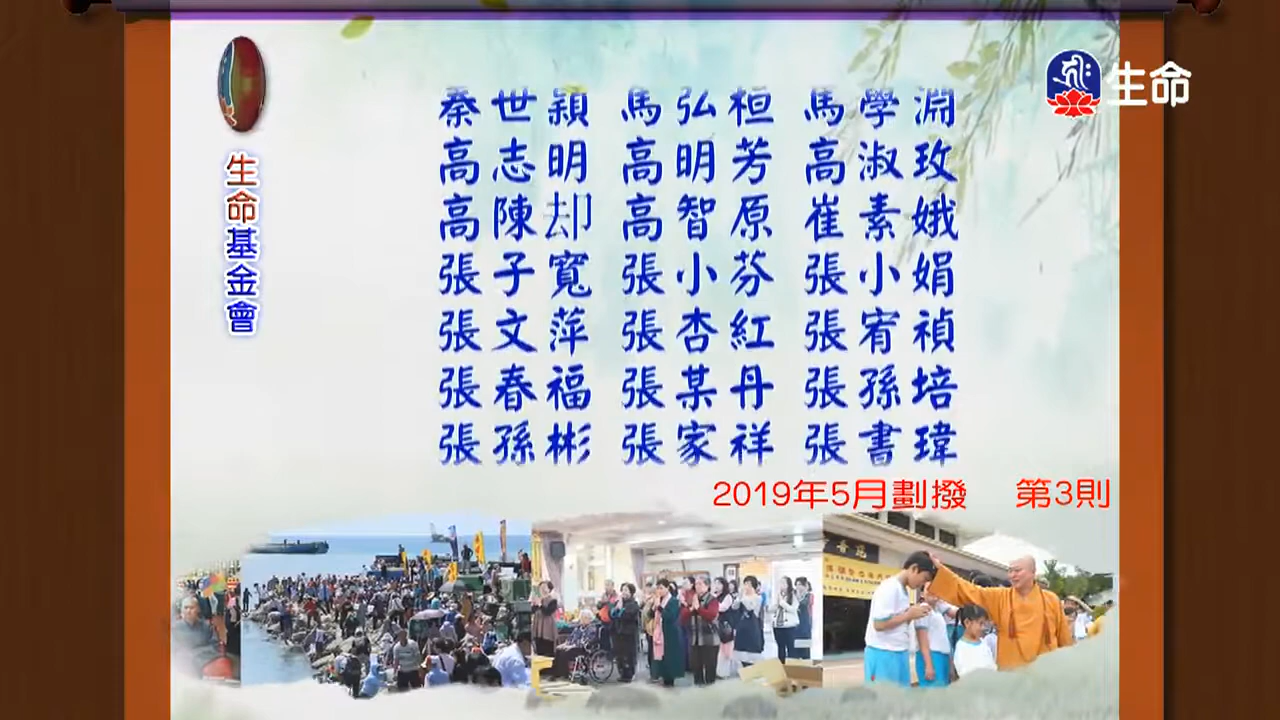 生命
生命基金會
秦世穎 馬弘桓 馬學淵
高志明 高明芳 高淑玫
高陳却 高智原 崔素娥
張子寬 張小芬 張小娟
張文萍 張杏紅 張宥禎
張春福 張某丹 張孫培
張孫彬 張家祥 張書瑋
2019年5月劃撥 第3則